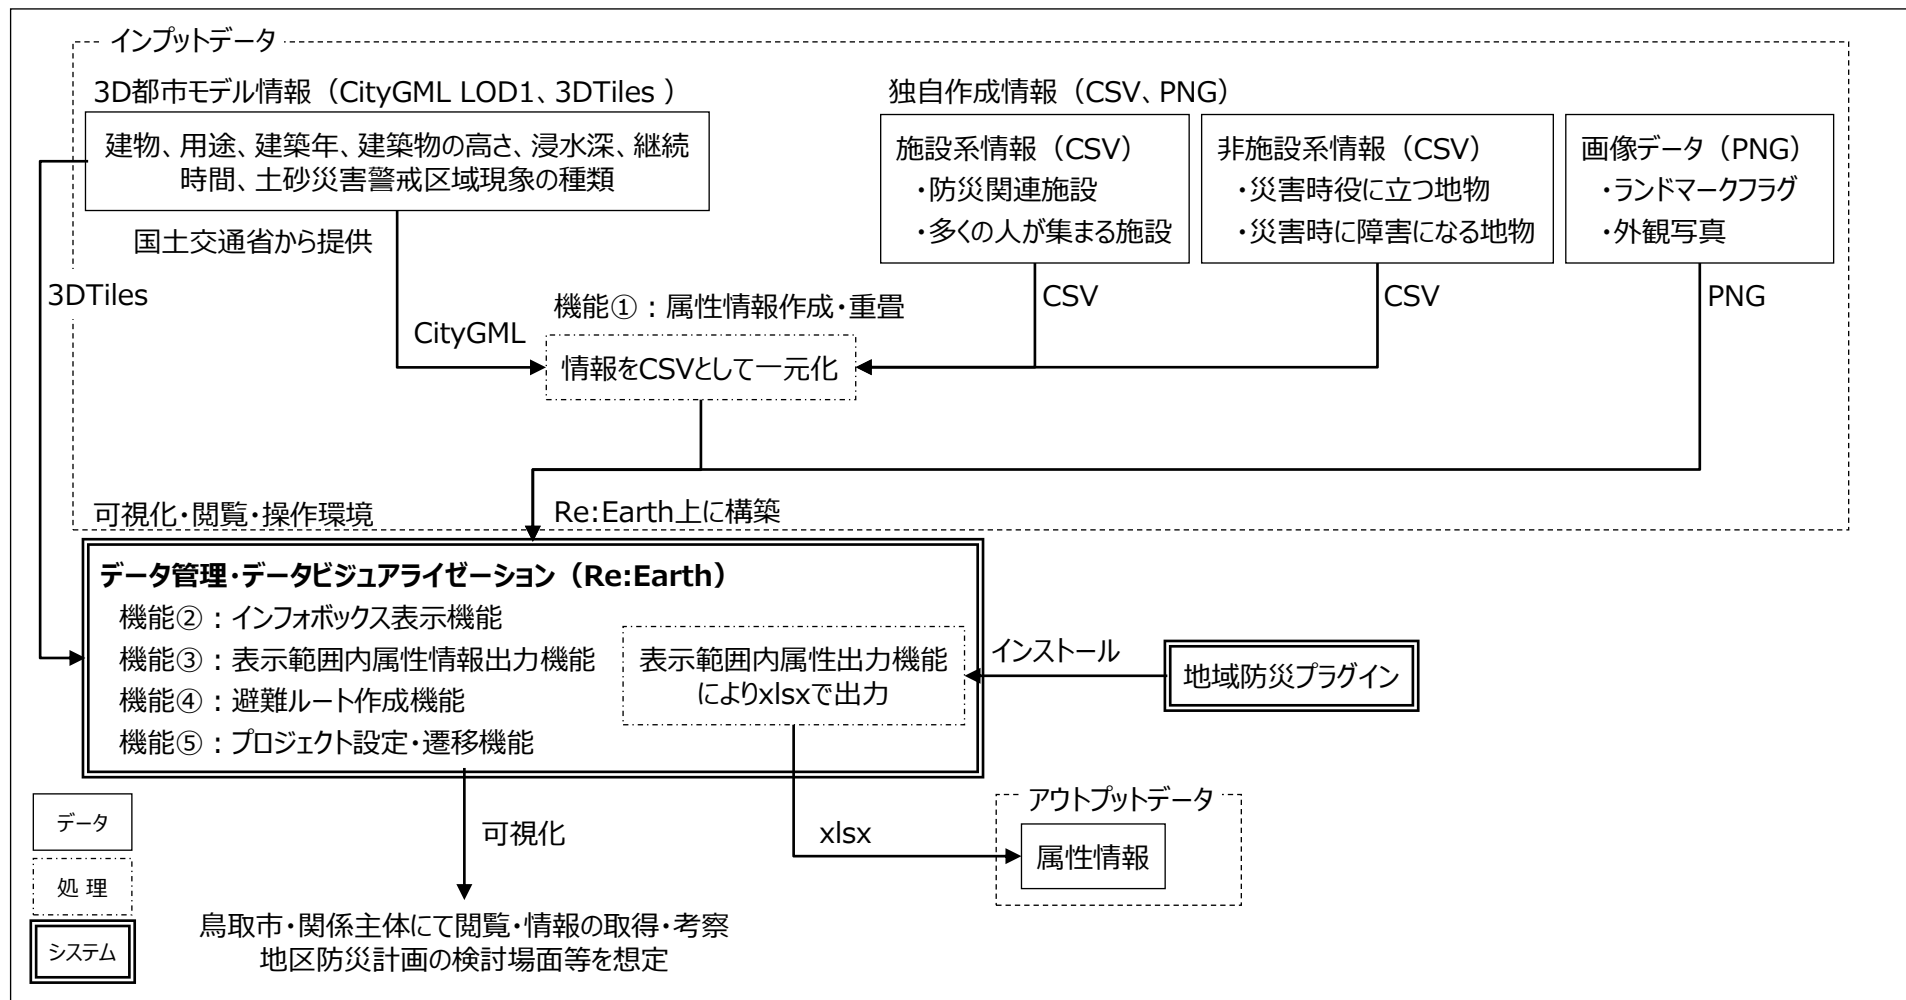 インプットデータ
3D都市モデル情報（CityGML LOD1、3DTiles ）
建物、用途、建築年、建築物の高さ、浸水深、継続
時間、土砂災害警戒区域現象の種類
国土交通省から提供
3DTiles
CityGML
独自作成情報（CSV、PNG）
施設系情報（CSV）
・防災関連施設
・多くの人が集まる施設
非施設系情報（CSV）
・災害時役に立つ地物
・災害時に障害になる地物
画像データ（PNG）
・ランドマークフラグ
・外観写真
CSV
CSV
PNG
機能①：属性情報作成・重畳
情報をCSVとして一元化
可視化・閲覧・操作環境
Re:Earth上に構築
データ管理・データビジュアライゼーション（Re:Earth）
機能②：インフォボックス表示機能
機能③：表示範囲内属性情報出力機能
機能④：避難ルート作成機能
機能⑤：プロジェクト設定・遷移機能
表示範囲内属性出力機能
によりxlsxで出力
インストール
地域防災プラグイン
可視化
xlsx
アウトプットデータ
属性情報
鳥取市・関係主体にて閲覧・情報の取得・考察
地区防災計画の検討場面等を想定
データ
処 理
システム